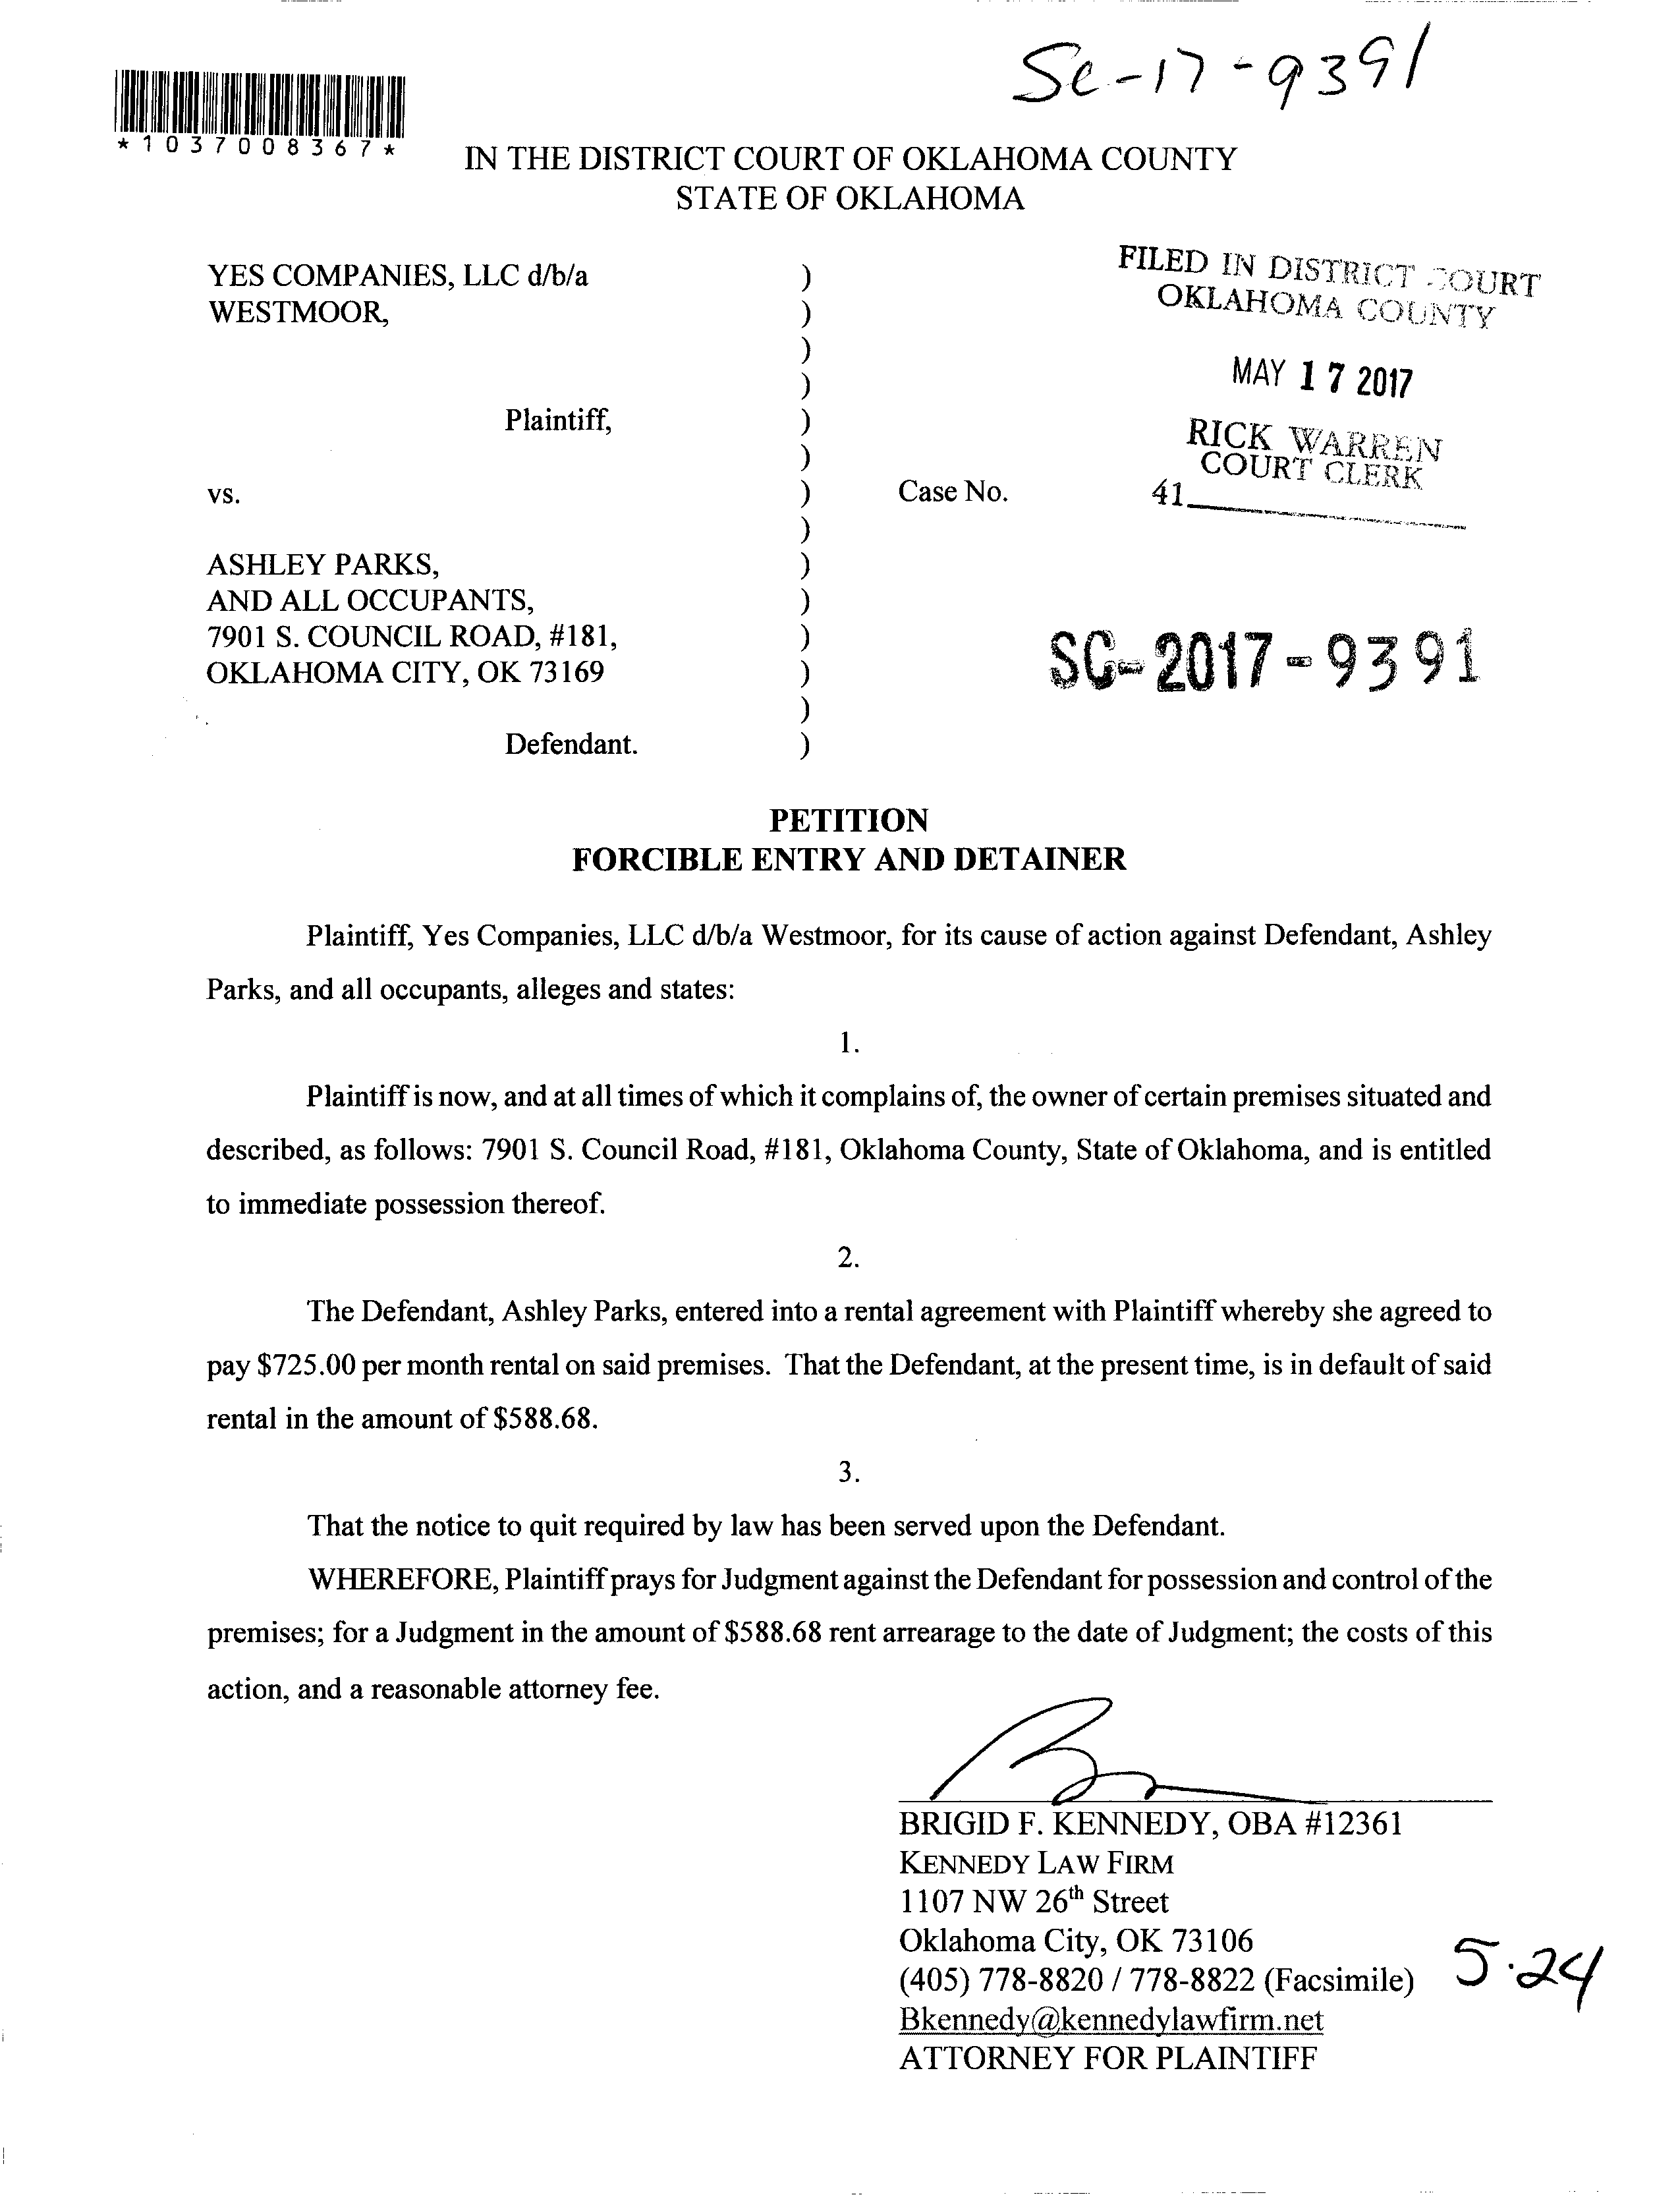 Sc-17-9391
*1037008367*
IN THE DISTRICT COURT OF OKLAHOMA COUNTY
STATE OF OKLAHOMA
YES COMPANIES, LLC d/b/a )
WESTMOOR, )
)
)
Plaintiff, )
)
vs. ) Case No.
)
ASHLEY PARKS, )
AND ALL OCCUPANTS, )
7901 S. COUNCIL ROAD, #181, )
OKLAHOMA CITY, OK 73169 )
)
Defendant. )
FILED IN DISTRICT COURT
OKLAHOMA COUNTY
MAY 17 2017
RICK WARREN
COURT CLERK
41
SC-2017-9391
PETITION
FORCIBLE ENTRY AND DETAINER
Plaintiff, Yes Companies, LLC d/b/a Westmoor, for its cause of action against Defendant, Ashley
Parks, and all occupants, alleges and states:
1.
Plaintiff is now, and at all times of which it complains of, the owner of certain premises situated and
described, as follows: 7901 S. Council Road, #181, Oklahoma County, State of Oklahoma, and is entitled
to immediate possession thereof.
2.
The Defendant, Ashley Parks, entered into a rental agreement with Plaintiff whereby she agreed to
pay $725.00 per month rental on said premises. That the Defendant, at the present time, is in default of said
rental in the amount of $588.68.
3.
That the notice to quit required by law has been served upon the Defendant.
WHEREFORE, Plaintiff prays for Judgment against the Defendant for possession and control of the
premises; for a Judgment in the amount of $588.68 rent arrearage to the date of Judgment; the costs of this
action, and a reasonable attorney fee.
BRIGID F. KENNEDY, OBA #12361
KENNEDY LAW FIRM
1107 NW 26th Street
Oklahoma City, OK 73106
(405) 778-8820 / 778-8822 (Facsimile)
Bkennedy@kennedylawfirm.net
ATTORNEY FOR PLAINTIFF
5.24